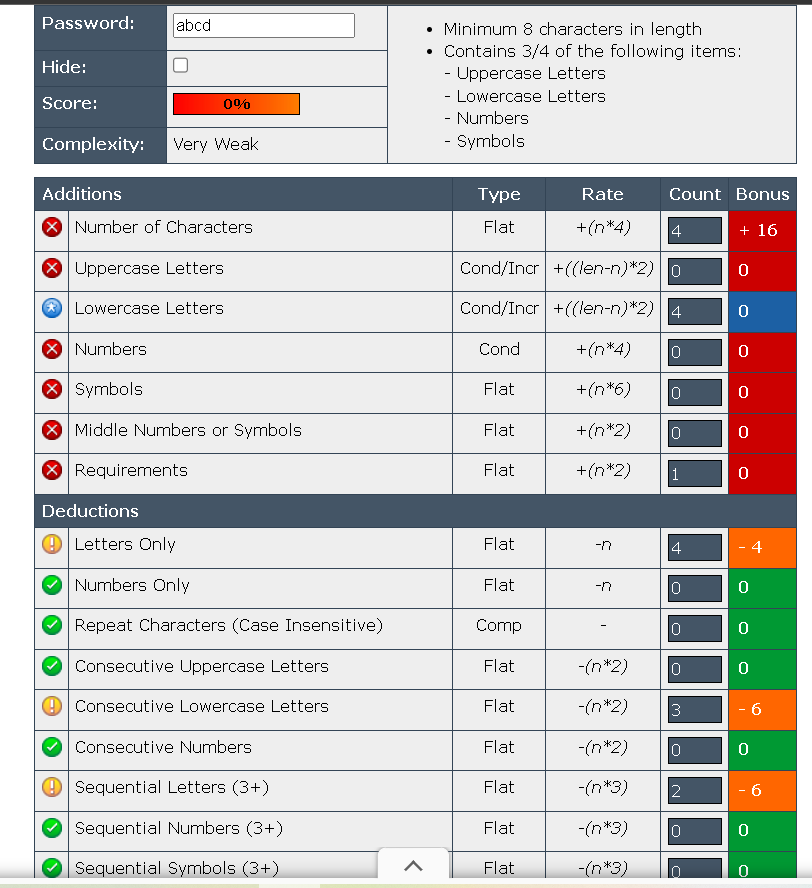 Password: abcd
Hide:
Score: 0%
Complexity: Very Weak
• Minimum 8 characters in length
• Contains 3/4 of the following items:
- Uppercase Letters
- Lowercase Letters
- Numbers
- Symbols
Additions Type Rate Count Bonus
Number of Characters Flat +(n*4) 4 + 16
Uppercase Letters Cond/Incr +((len-n)*2) 0 0
Lowercase Letters Cond/Incr +((len-n)*2) 4 0
Numbers Cond +(n*4) 0 0
Symbols Flat +(n*6) 0 0
Middle Numbers or Symbols Flat +(n*2) 0 0
Requirements Flat +(n*2) 1 0
Deductions
Letters Only Flat -n 4 - 4
Numbers Only Flat -n 0 0
Repeat Characters (Case Insensitive) Comp - 0 0
Consecutive Uppercase Letters Flat -(n*2) 0 0
Consecutive Lowercase Letters Flat -(n*2) 3 - 6
Consecutive Numbers Flat -(n*2) 0 0
Sequential Letters (3+) Flat -(n*3) 2 - 6
Sequential Numbers (3+) Flat -(n*3) 0 0
Sequential Symbols (3+) Flat -(n*3) 0 0